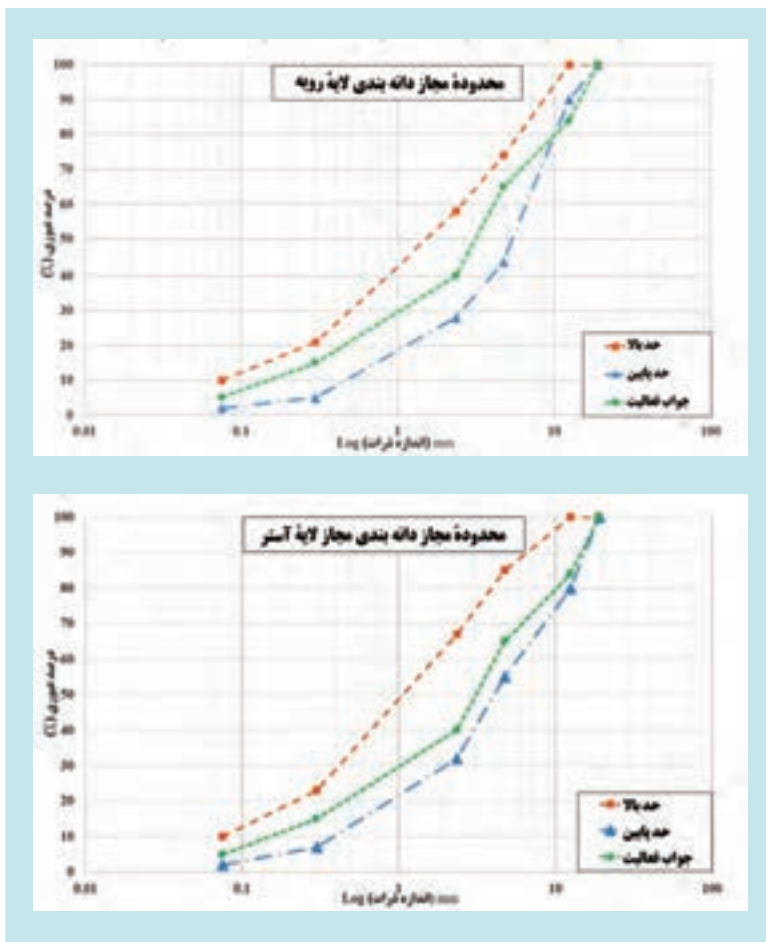 محدودهٔ مجاز دانه بندی لایهٔ رویه
100
90
80
70
60
50
40
30
20
10
0
درصد عبوری (%)
0.01 0.1 1 10 100
Log (اندازه ذرات) mm
حد بالا
حد پایین
جواب فعالیت
محدودهٔ مجاز دانه بندی مجاز لایهٔ آستر
100
90
80
70
60
50
40
30
20
10
0
درصد عبوری (%)
0.01 0.1 1 10 100
Log (اندازه ذرات) mm
حد بالا
حد پایین
جواب فعالیت